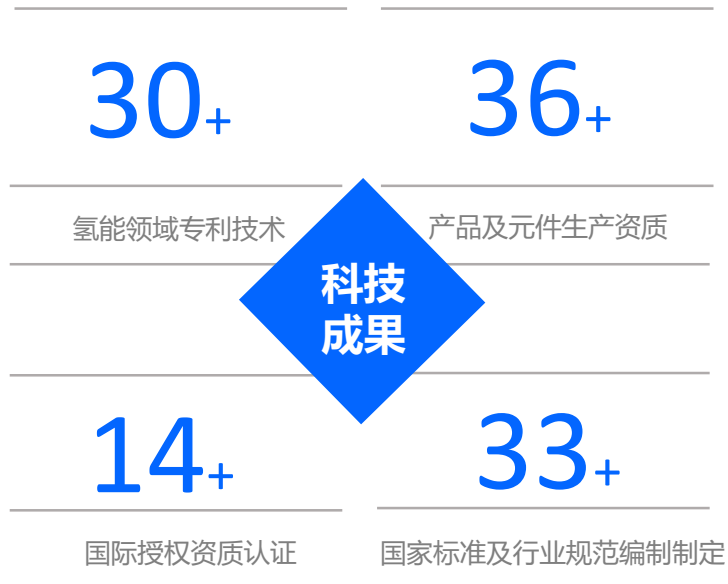 30+
36+
氢能领域专利技术
产品及元件生产资质
科技
成果
14+
33+
国际授权资质认证
国家标准及行业规范编制制定